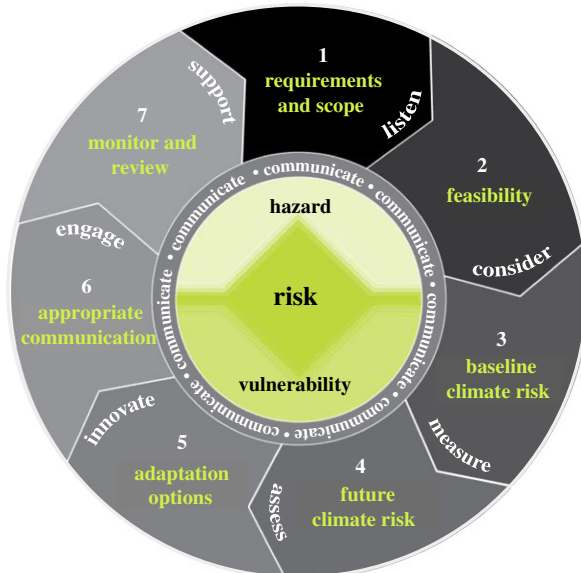 1
requirements
and scope
listen
2
feasibility
consider
3
baseline
climate risk
measure
4
future
climate risk
assess
5
adaptation
options
innovate
6
appropriate
communication
engage
7
monitor and
review
support
communicate • communicate • communicate • communicate • communicate • communicate • communicate • communicate •
hazard
risk
vulnerability